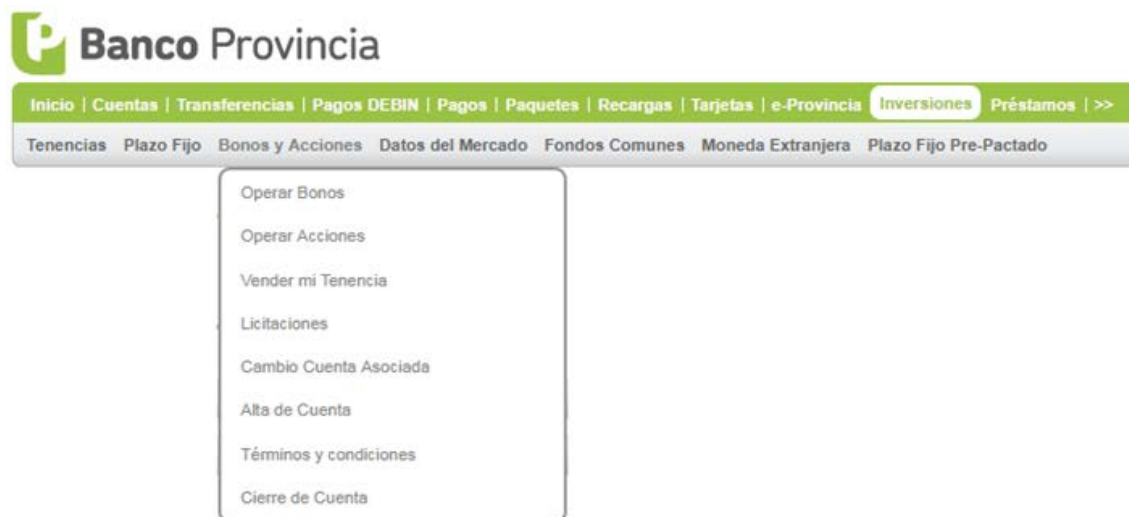 Banco Provincia
Inicio | Cuentas | Transferencias | Pagos DEBIN | Pagos | Paquetes | Recargas | Tarjetas | e-Provincia Inversiones Préstamos | >>
Tenencias Plazo Fijo Bonos y Acciones Datos del Mercado Fondos Comunes Moneda Extranjera Plazo Fijo Pre-Pactado
Operar Bonos
Operar Acciones
Vender mi Tenencia
Licitaciones
Cambio Cuenta Asociada
Alta de Cuenta
Términos y condiciones
Cierre de Cuenta